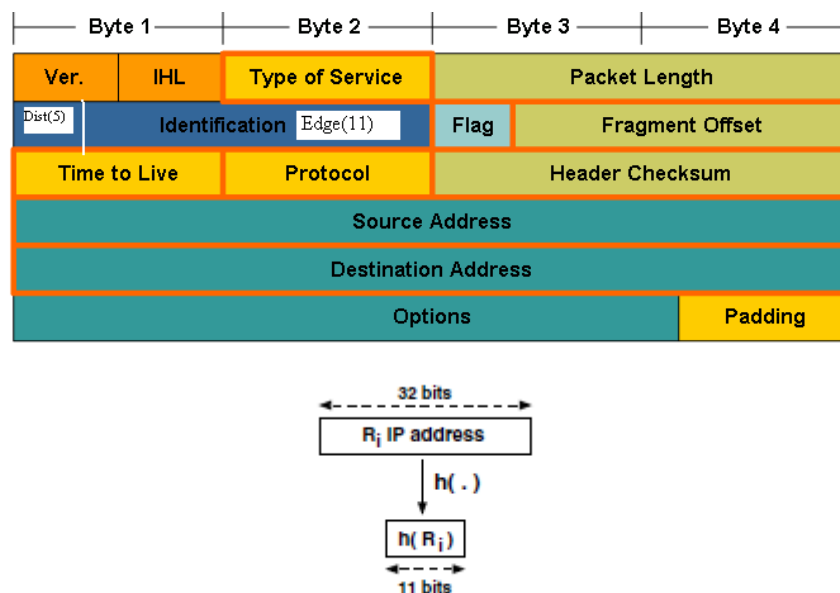 Byte 1 Byte 2 Byte 3 Byte 4
Ver. IHL Type of Service Packet Length
Dist(5) Identification Edge(11) Flag Fragment Offset
Time to Live Protocol Header Checksum
Source Address
Destination Address
Options Padding
32 bits
Ri IP address
h( . )
h( Ri )
11 bits